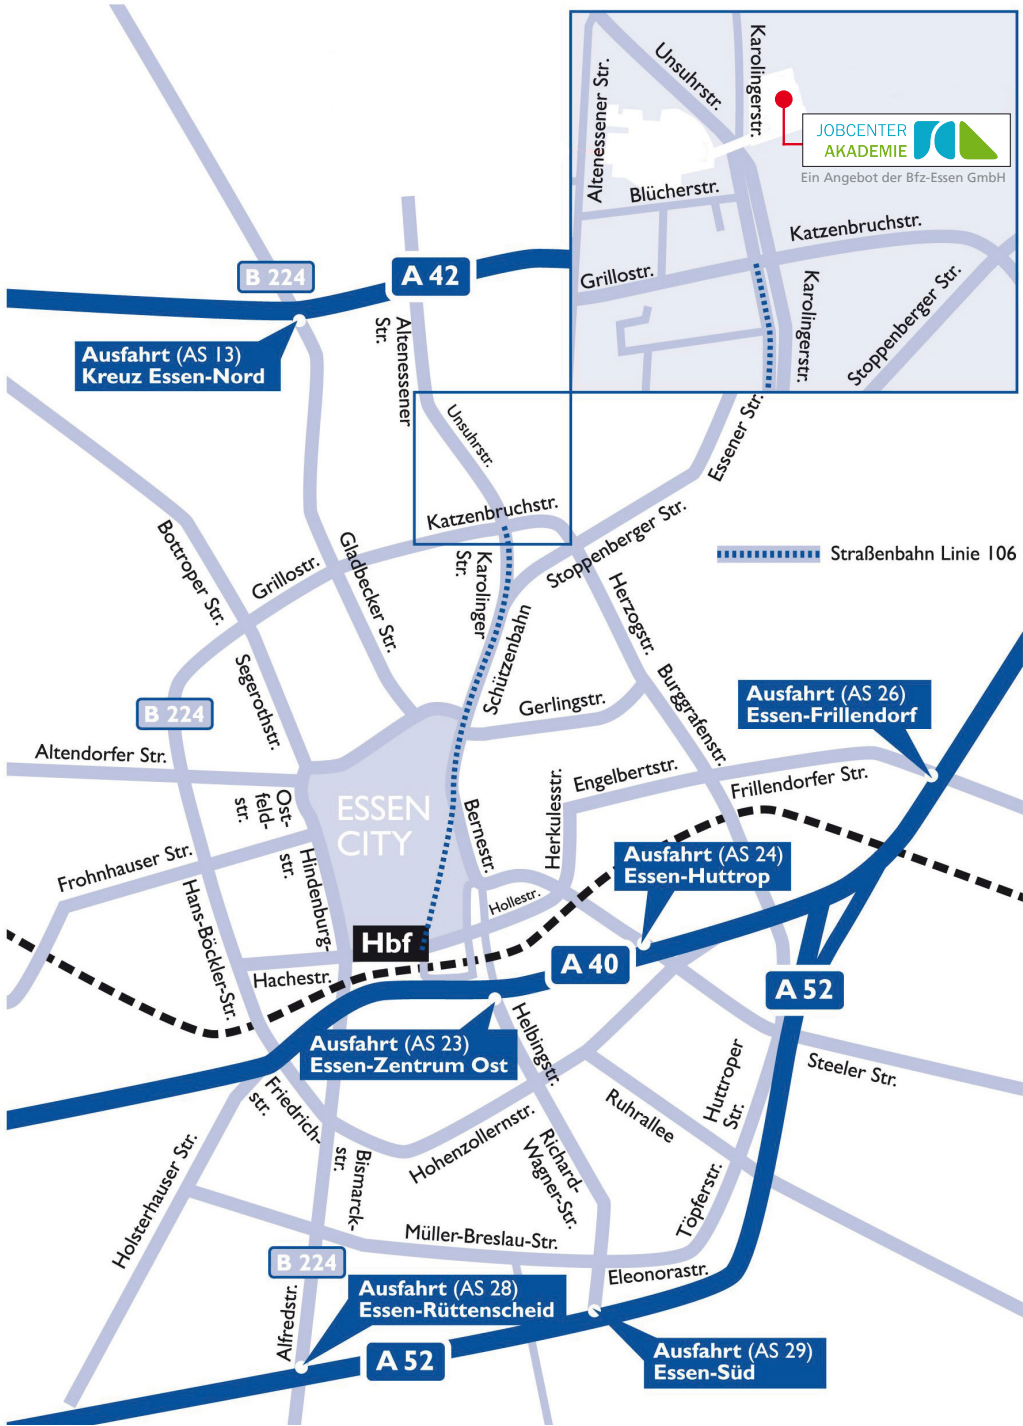 Altenessener Str.
Unsuhrstr.
Karolingerstr.
JOBCENTER
AKADEMIE
Ein Angebot der Bfz-Essen GmbH
Blücherstr.
Katzenbruchstr.
Grillostr.
Karolingerstr.
Stoppenberger Str.
B 224
A 42
Ausfahrt (AS 13)
Kreuz Essen-Nord
Altenessener
Str.
Unsuhrstr.
Essener Str.
Katzenbruchstr.
Stoppenberger Str.
Straßenbahn Linie 106
Bottroper Str.
Grillostr.
Gladbecker Str.
Karolinger
Str.
Herzogstr.
Schützenbahn
Segerothstr.
Burggrafenstr.
B 224
Gerlingstr.
Ausfahrt (AS 26)
Essen-Frillendorf
Altendorfer Str.
Engelbertstr.
Frillendorfer Str.
Ost-
feld-
str.
ESSEN
CITY
Bernestr.
Herkulesstr.
Frohnhauser Str.
Hindenburg-
str.
Ausfahrt (AS 24)
Essen-Huttrop
Hans-Böckler-Str.
Hollestr.
Hbf
Hachestr.
A 40
A 52
Ausfahrt (AS 23)
Essen-Zentrum Ost
Helbingstr.
Huttroper
Str.
Steeler Str.
Friedrich-
str.
Ruhrallee
Hohenzollernstr.
Richard-
Wagner-Str.
Holsterhauser Str.
Bismarck-
str.
Töpferstr.
Müller-Breslau-Str.
B 224
Eleonorastr.
Alfredstr.
Ausfahrt (AS 28)
Essen-Rüttenscheid
A 52
Ausfahrt (AS 29)
Essen-Süd